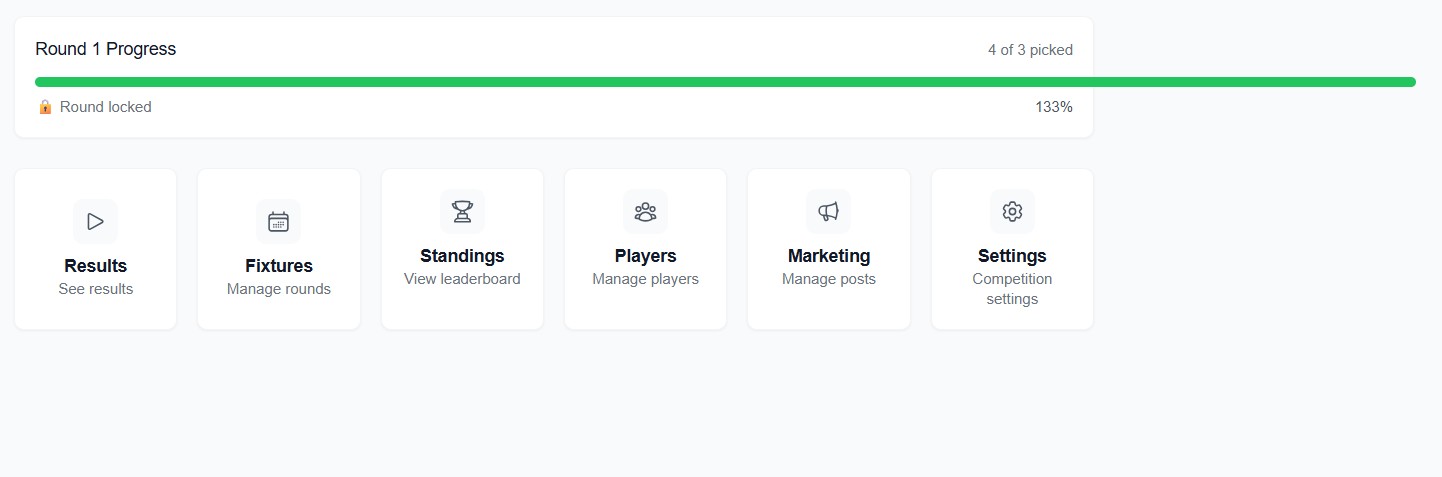 Round 1 Progress
4 of 3 picked
Round locked
133%
Results
See results
Fixtures
Manage rounds
Standings
View leaderboard
Players
Manage players
Marketing
Manage posts
Settings
Competition
settings